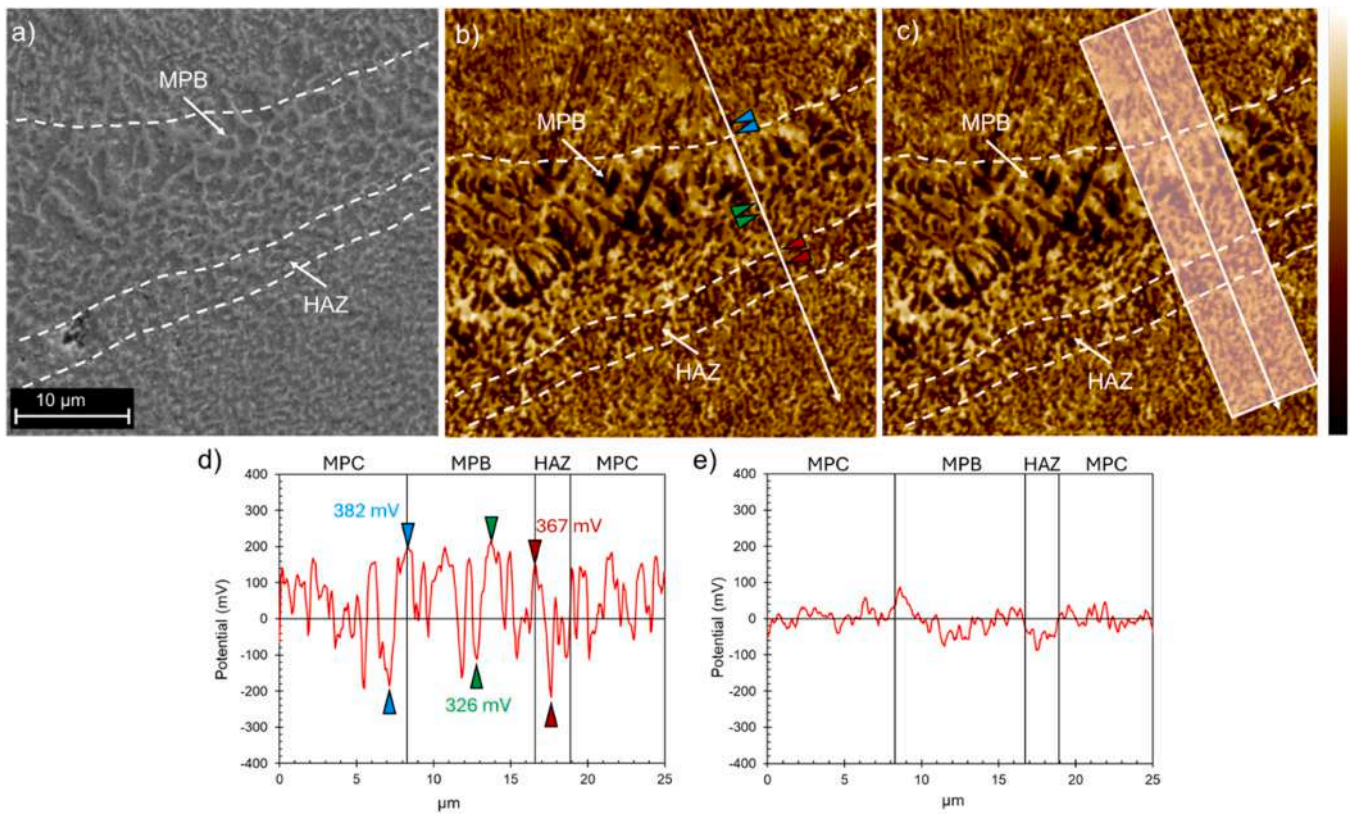 a)
MPB
HAZ
10 µm
b)
MPB
HAZ
c)
MPB
HAZ
d)
MPC MPB HAZ MPC
400
300
200
100
0
-100
-200
-300
-400
Potential (mV)
382 mV
367 mV
326 mV
0 5 10 15 20 25
µm
e)
MPC MPB HAZ MPC
400
300
200
100
0
-100
-200
-300
-400
Potential (mV)
0 5 10 15 20 25
µm